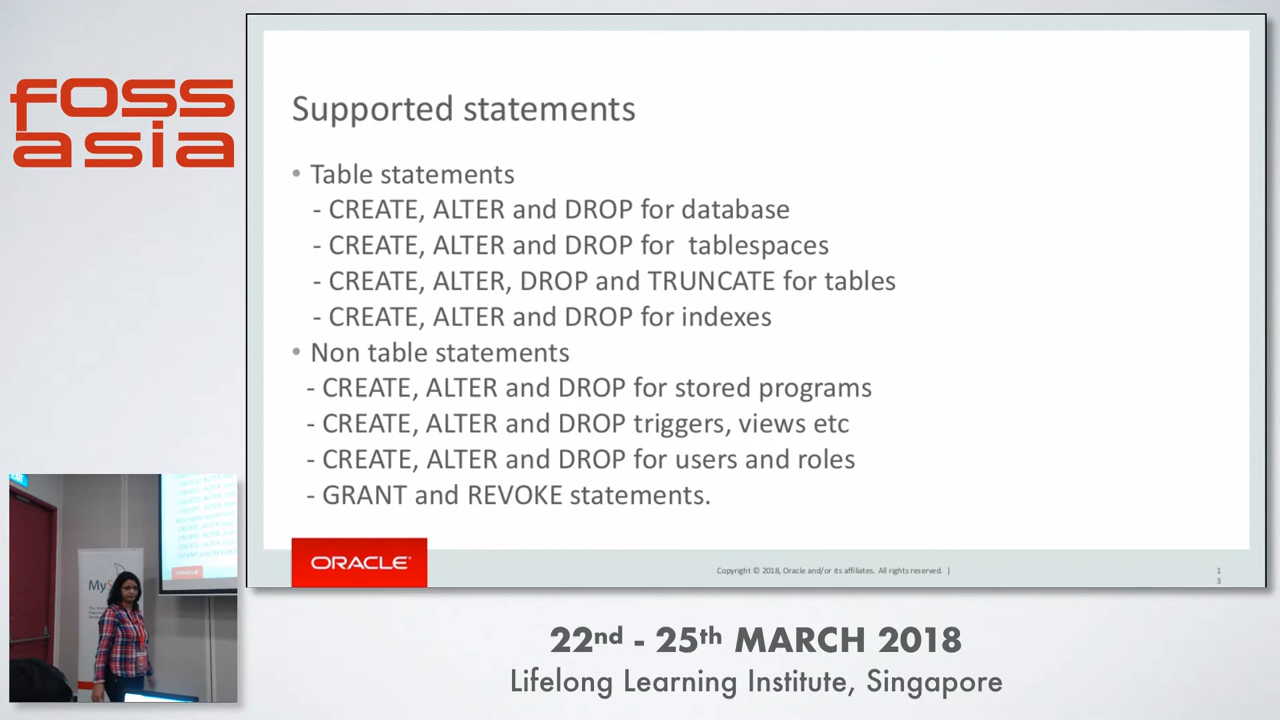 foss
asia
Supported statements
• Table statements
- CREATE, ALTER and DROP for database
- CREATE, ALTER and DROP for  tablespaces
- CREATE, ALTER, DROP and TRUNCATE for tables
- CREATE, ALTER and DROP for indexes
• Non table statements
- CREATE, ALTER and DROP for stored programs
- CREATE, ALTER and DROP triggers, views etc
- CREATE, ALTER and DROP for users and roles
- GRANT and REVOKE statements.
ORACLE®
Copyright © 2018, Oracle and/or its affiliates. All rights reserved. |
1
3
EXIT
MyS
22nd - 25th MARCH 2018
Lifelong Learning Institute, Singapore